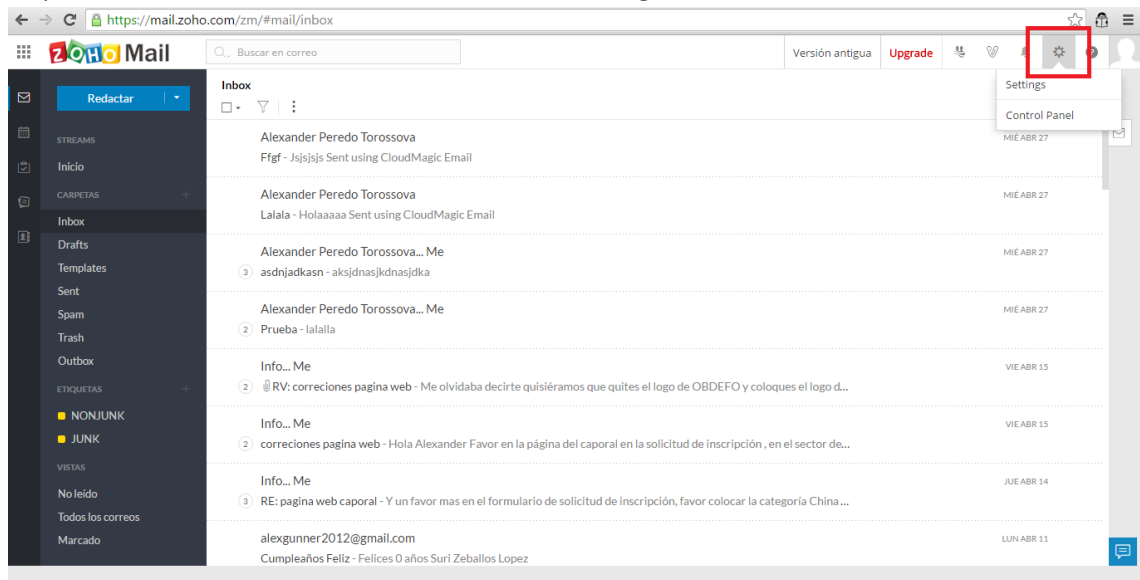 https://mail.zoho.com/zm/#mail/inbox
ZOHO Mail
Buscar en correo
Versión antigua
Upgrade
Settings
Control Panel
Redactar
STREAMS
Inicio
CARPETAS
Inbox
Drafts
Templates
Sent
Spam
Trash
Outbox
ETIQUETAS
NONJUNK
JUNK
VISTAS
No leído
Todos los correos
Marcado
Inbox
Alexander Peredo Torossova
MIÉ ABR 27
Ffgf - Jsjsjsjs Sent using CloudMagic Email
Alexander Peredo Torossova
MIÉ ABR 27
Lalala - Holaaaaa Sent using CloudMagic Email
Alexander Peredo Torossova... Me
MIÉ ABR 27
3 asdnjadkasn - aksjdnasjkdnasjdka
Alexander Peredo Torossova... Me
MIÉ ABR 27
2 Prueba - lalalla
Info... Me
VIE ABR 15
2 RV: correciones pagina web - Me olvidaba decirte quisiéramos que quites el logo de OBDEFO y coloques el logo d...
Info... Me
VIE ABR 15
2 correciones pagina web - Hola Alexander Favor en la página del caporal en la solicitud de inscripción , en el sector de...
Info... Me
JUE ABR 14
3 RE: pagina web caporal - Y un favor mas en el formulario de solicitud de inscripción, favor colocar la categoría China ...
alexgunner2012@gmail.com
LUN ABR 11
Cumpleaños Feliz - Felices 0 años Suri Zeballos Lopez